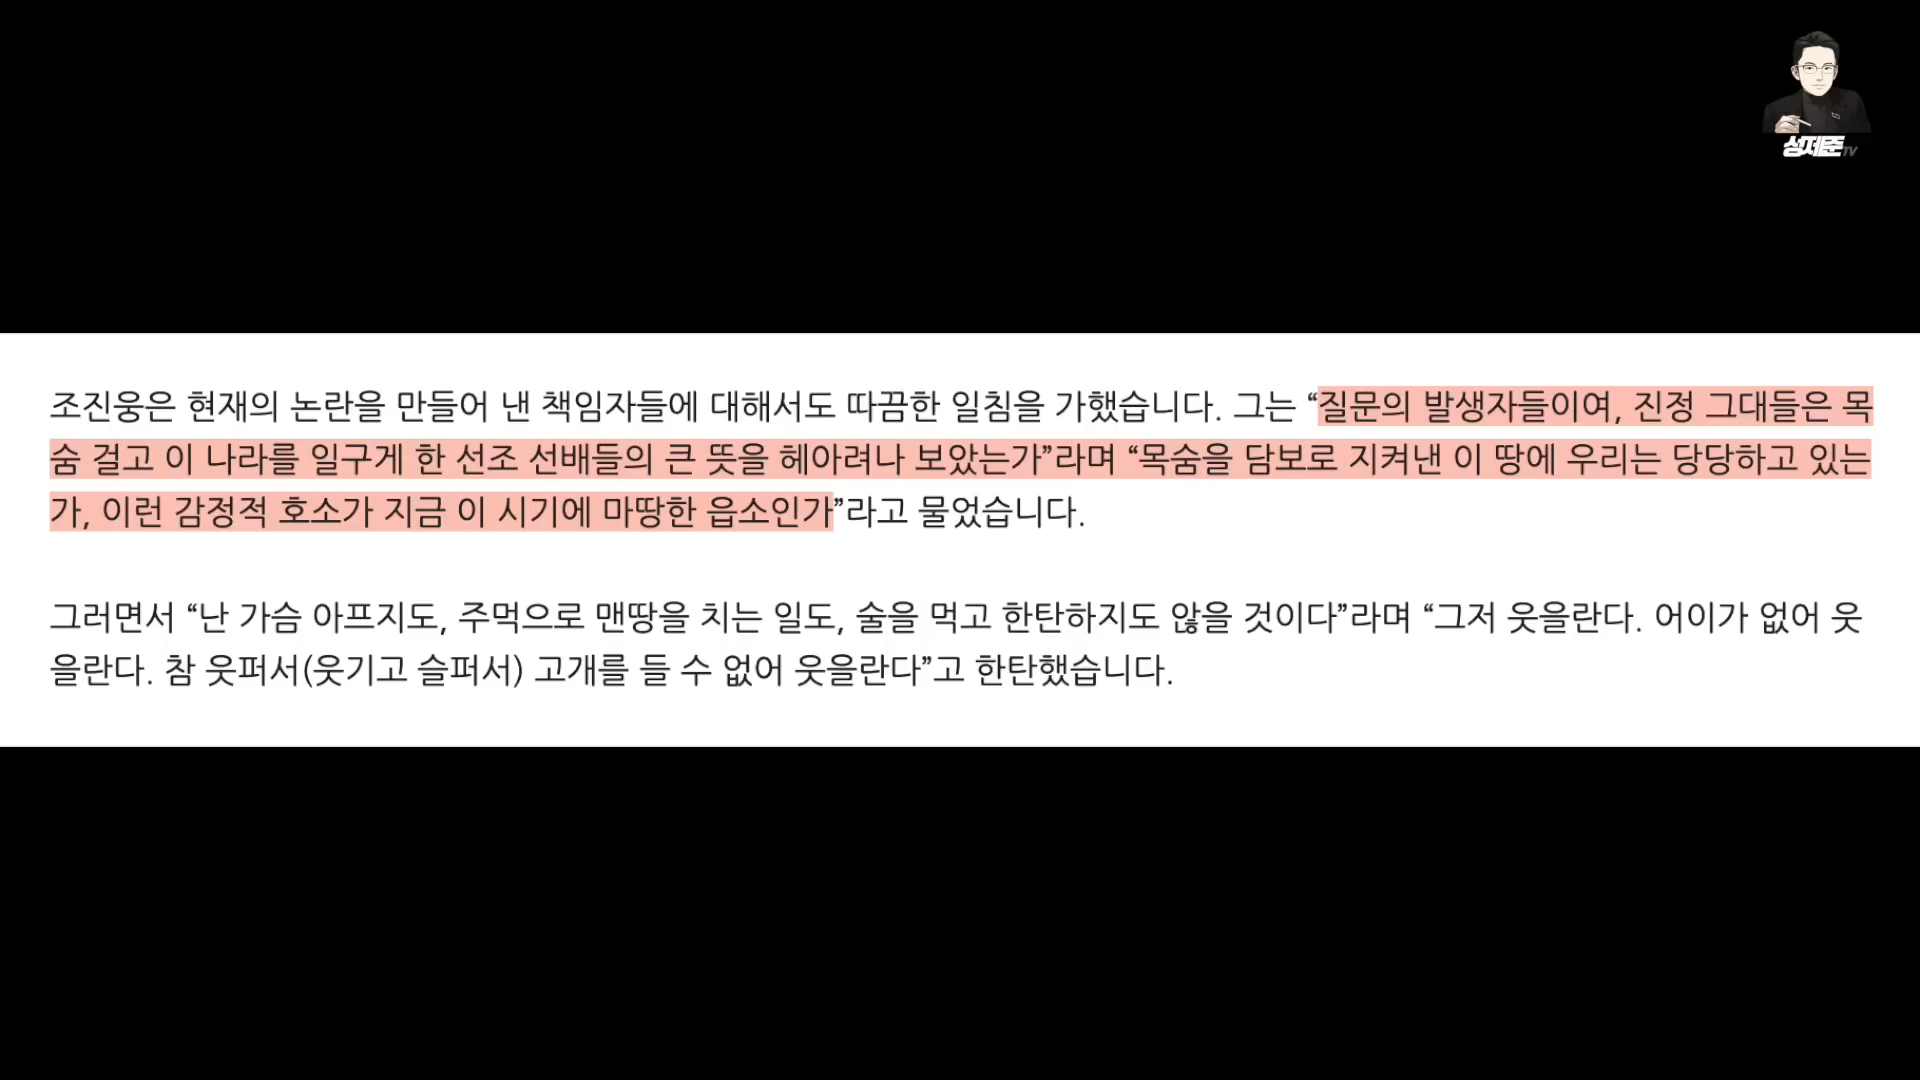 성제준TV
조진웅은 현재의 논란을 만들어 낸 책임자들에 대해서도 따끔한 일침을 가했습니다. 그는 “질문의 발생자들이여, 진정 그대들은 목
숨 걸고 이 나라를 일구게 한 선조 선배들의 큰 뜻을 헤아려나 보았는가”라며 “목숨을 담보로 지켜낸 이 땅에 우리는 당당하고 있는
가, 이런 감정적 호소가 지금 이 시기에 마땅한 읍소인가”라고 물었습니다.
그러면서 “난 가슴 아프지도, 주먹으로 맨땅을 치는 일도, 술을 먹고 한탄하지도 않을 것이다”라며 “그저 웃을란다. 어이가 없어 웃
을란다. 참 웃퍼서(웃기고 슬퍼서) 고개를 들 수 없어 웃을란다”고 한탄했습니다.